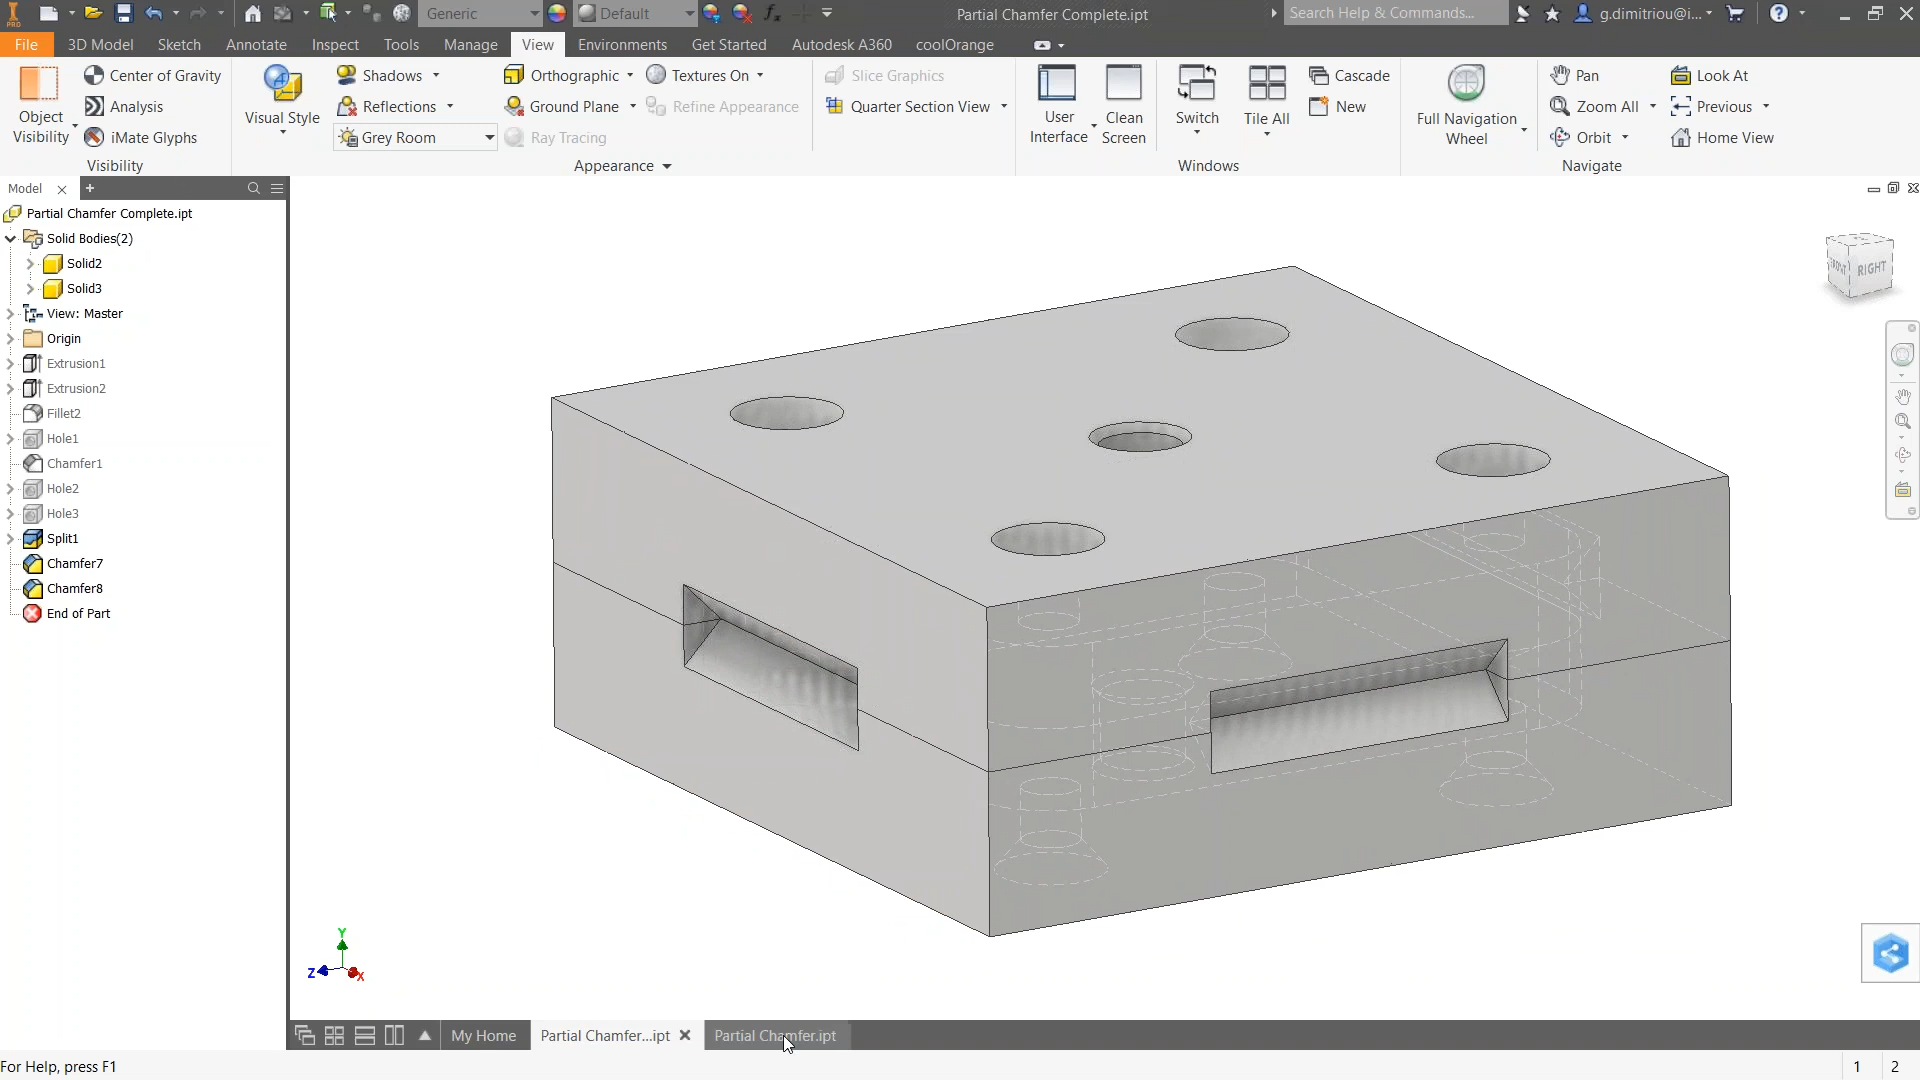 PRO
Generic
Default
fx
Partial Chamfer Complete.ipt
Search Help & Commands...
g.dimitriou@i...
File
3D Model
Sketch
Annotate
Inspect
Tools
Manage
View
Environments
Get Started
Autodesk A360
coolOrange
Object
Visibility
Center of Gravity
Analysis
iMate Glyphs
Visibility
Visual Style
Shadows
Reflections
Grey Room
Orthographic
Ground Plane
Ray Tracing
Textures On
Refine Appearance
Appearance
Slice Graphics
Quarter Section View
User
Interface
Clean
Screen
Switch
Tile All
Cascade
New
Windows
Full Navigation
Wheel
Pan
Zoom All
Orbit
Look At
Previous
Home View
Navigate
Model
Partial Chamfer Complete.ipt
Solid Bodies(2)
Solid2
Solid3
View: Master
Origin
Extrusion1
Extrusion2
Fillet2
Hole1
Chamfer1
Hole2
Hole3
Split1
Chamfer7
Chamfer8
End of Part
FRONT
RIGHT
Y
Z
X
My Home
Partial Chamfer...ipt
Partial Chamfer.ipt
For Help, press F1
1
2